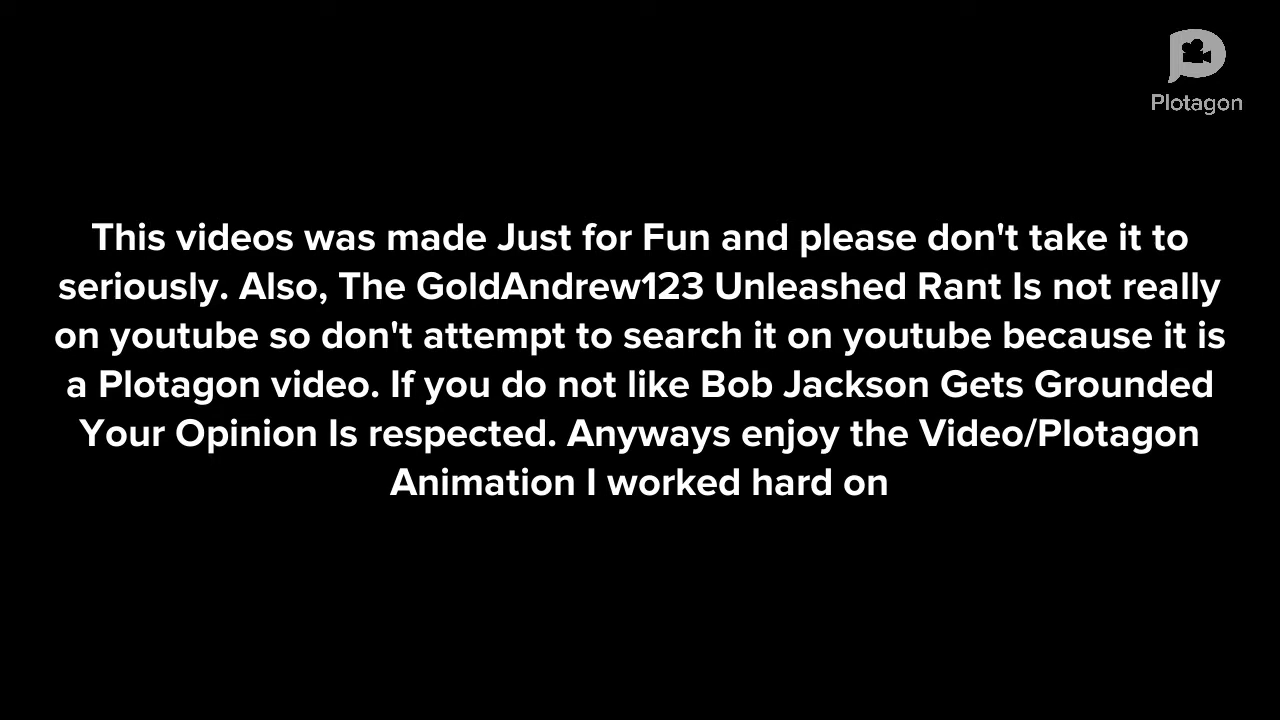 Plotagon
This videos was made Just for Fun and please don't take it to
seriously. Also, The GoldAndrew123 Unleashed Rant Is not really
on youtube so don't attempt to search it on youtube because it is
a Plotagon video. If you do not like Bob Jackson Gets Grounded
Your Opinion Is respected. Anyways enjoy the Video/Plotagon
Animation I worked hard on